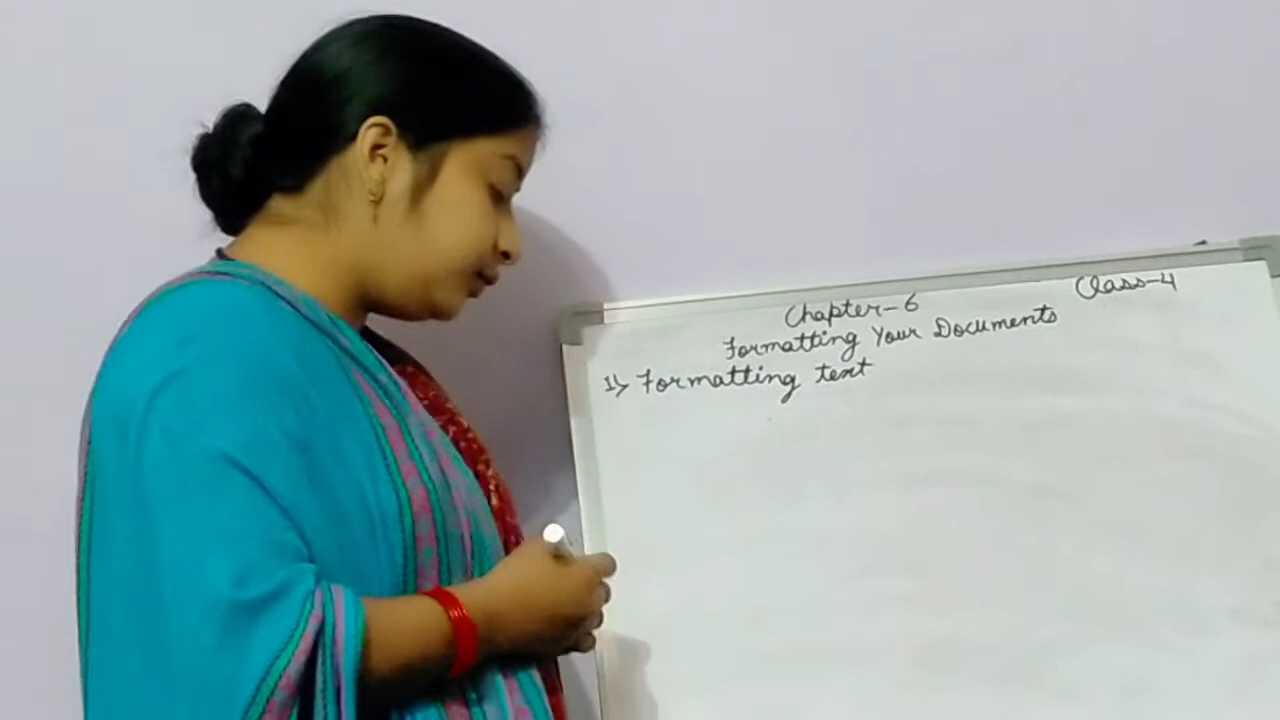 Class-4
Chapter-6
Formatting Your Documents
1) Formatting text